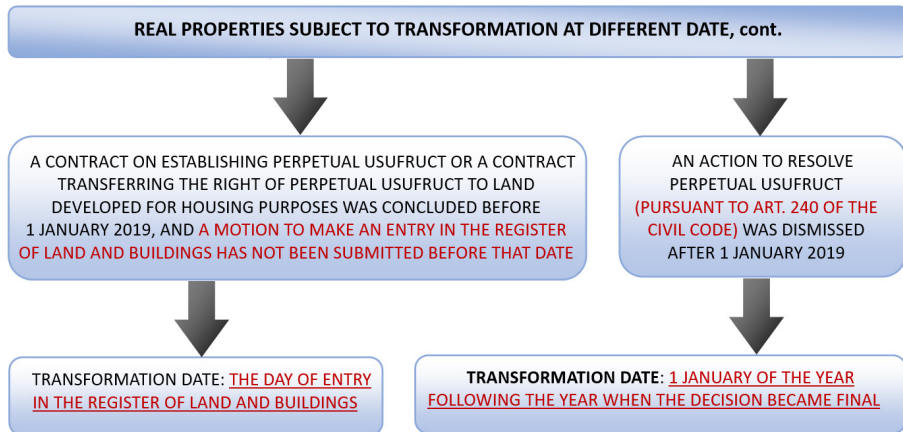 REAL PROPERTIES SUBJECT TO TRANSFORMATION AT DIFFERENT DATE, cont.
A CONTRACT ON ESTABLISHING PERPETUAL USUFRUCT OR A CONTRACT
TRANSFERRING THE RIGHT OF PERPETUAL USUFRUCT TO LAND
DEVELOPED FOR HOUSING PURPOSES WAS CONCLUDED BEFORE
1 JANUARY 2019, AND A MOTION TO MAKE AN ENTRY IN THE REGISTER
OF LAND AND BUILDINGS HAS NOT BEEN SUBMITTED BEFORE THAT DATE
AN ACTION TO RESOLVE
PERPETUAL USUFRUCT
(PURSUANT TO ART. 240 OF THE
CIVIL CODE) WAS DISMISSED
AFTER 1 JANUARY 2019
TRANSFORMATION DATE: THE DAY OF ENTRY
IN THE REGISTER OF LAND AND BUILDINGS
TRANSFORMATION DATE: 1 JANUARY OF THE YEAR
FOLLOWING THE YEAR WHEN THE DECISION BECAME FINAL